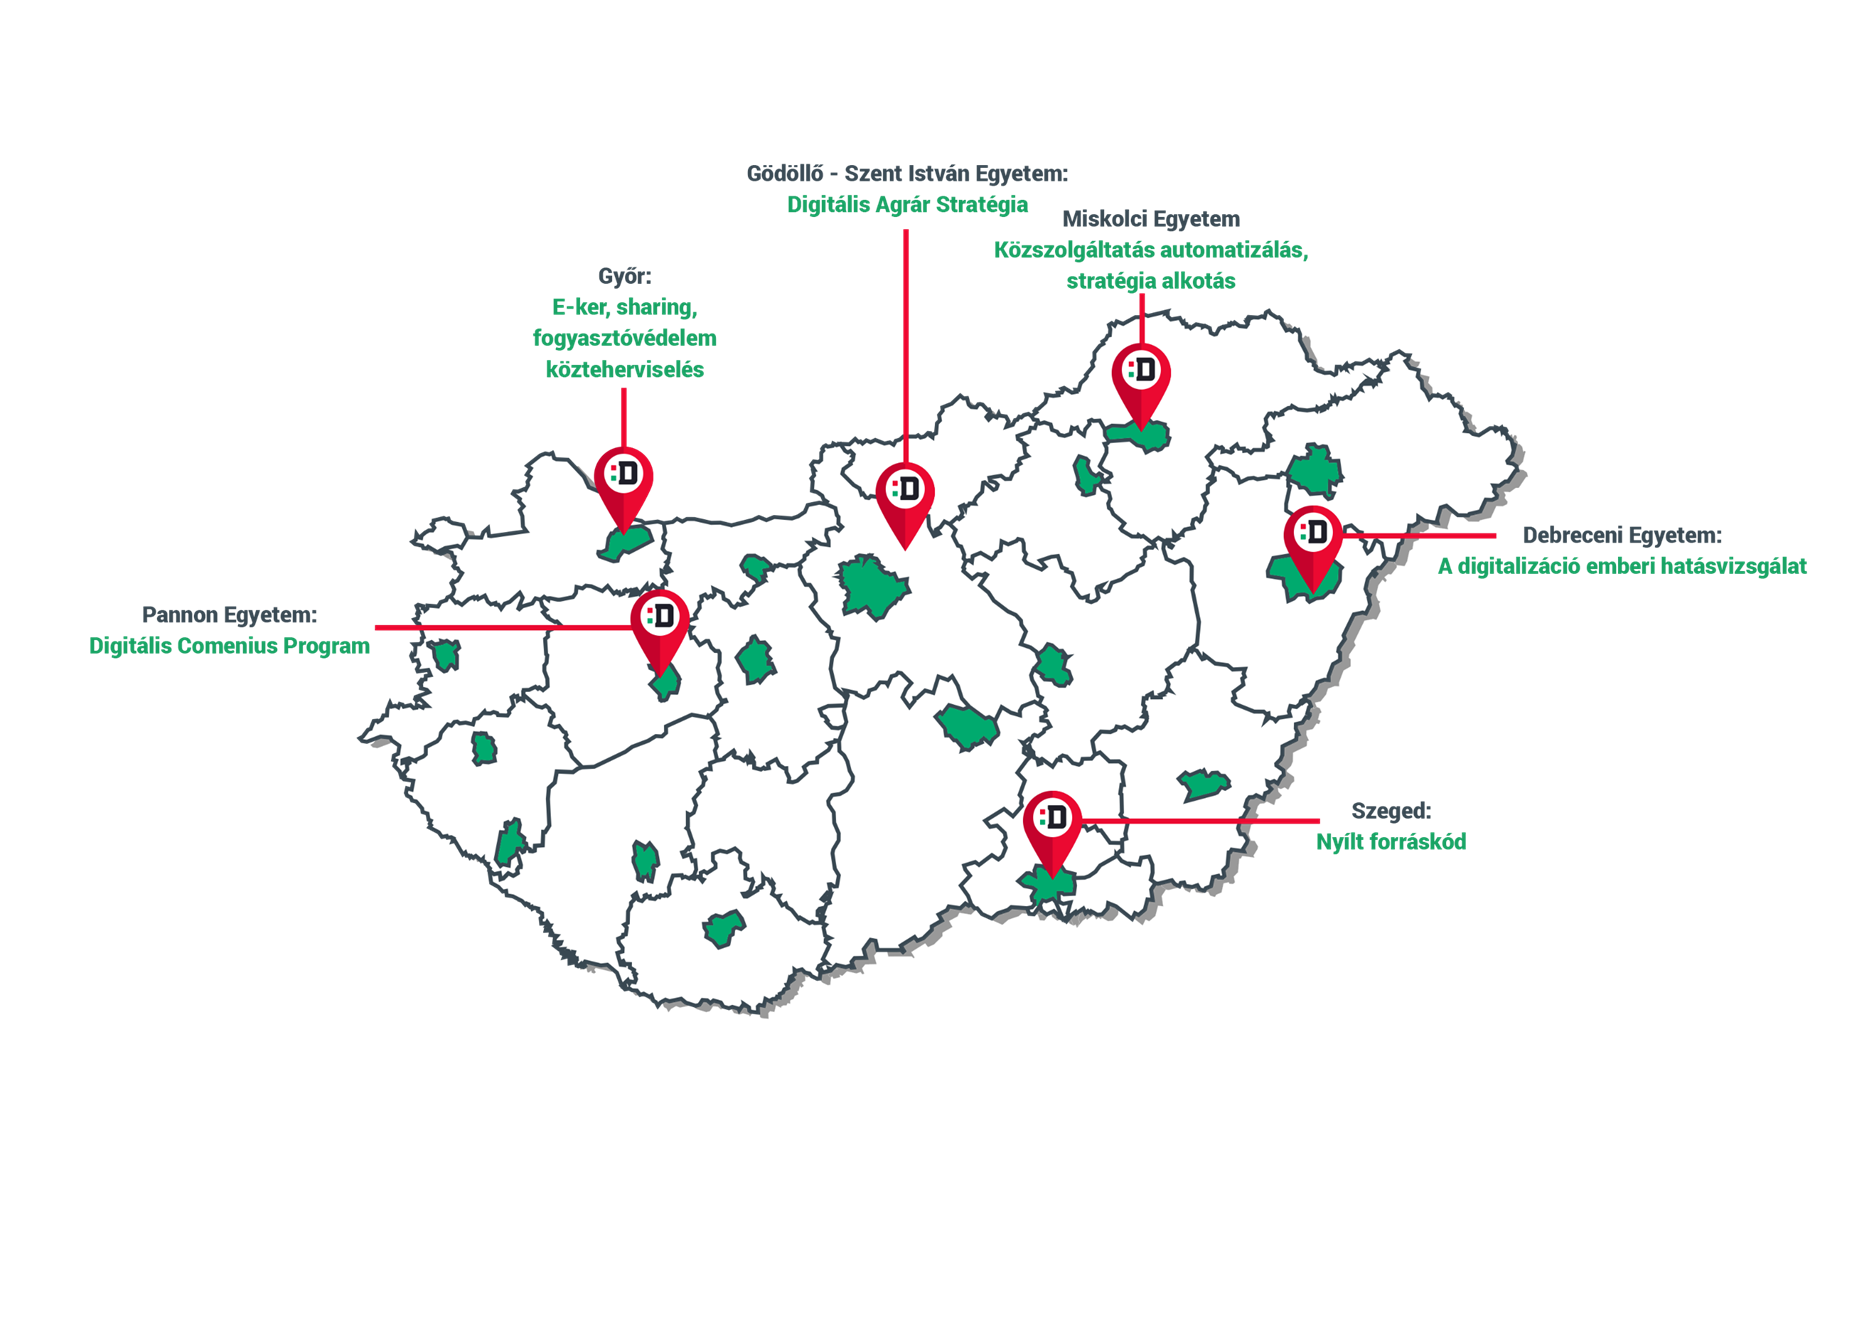 Gödöllő - Szent István Egyetem:
Digitális Agrár Stratégia
Miskolci Egyetem
Közszolgáltatás automatizálás,
stratégia alkotás
Győr:
E-ker, sharing,
fogyasztóvédelem
közteherviselés
:D
:D
:D
Debreceni Egyetem:
A digitalizáció emberi hatásvizsgálat
:D
Pannon Egyetem:
Digitális Comenius Program
:D
Szeged:
Nyílt forráskód
:D